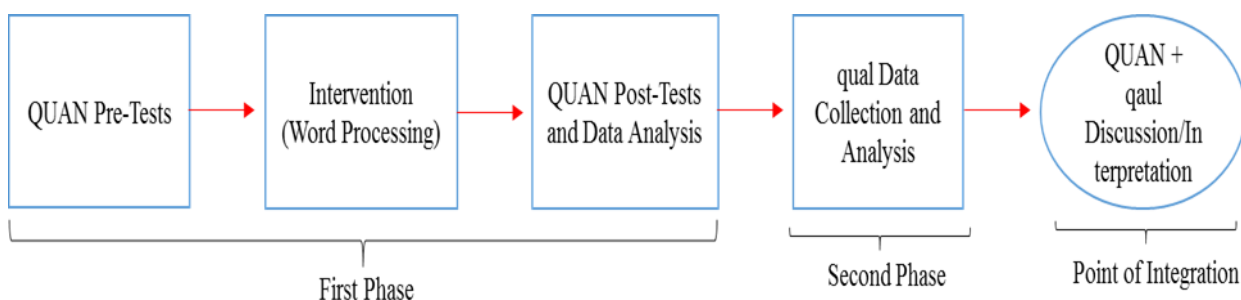 QUAN Pre-Tests
Intervention
(Word Processing)
QUAN Post-Tests
and Data Analysis
qual Data
Collection and
Analysis
QUAN +
qaul
Discussion/In
terpretation
First Phase
Second Phase
Point of Integration